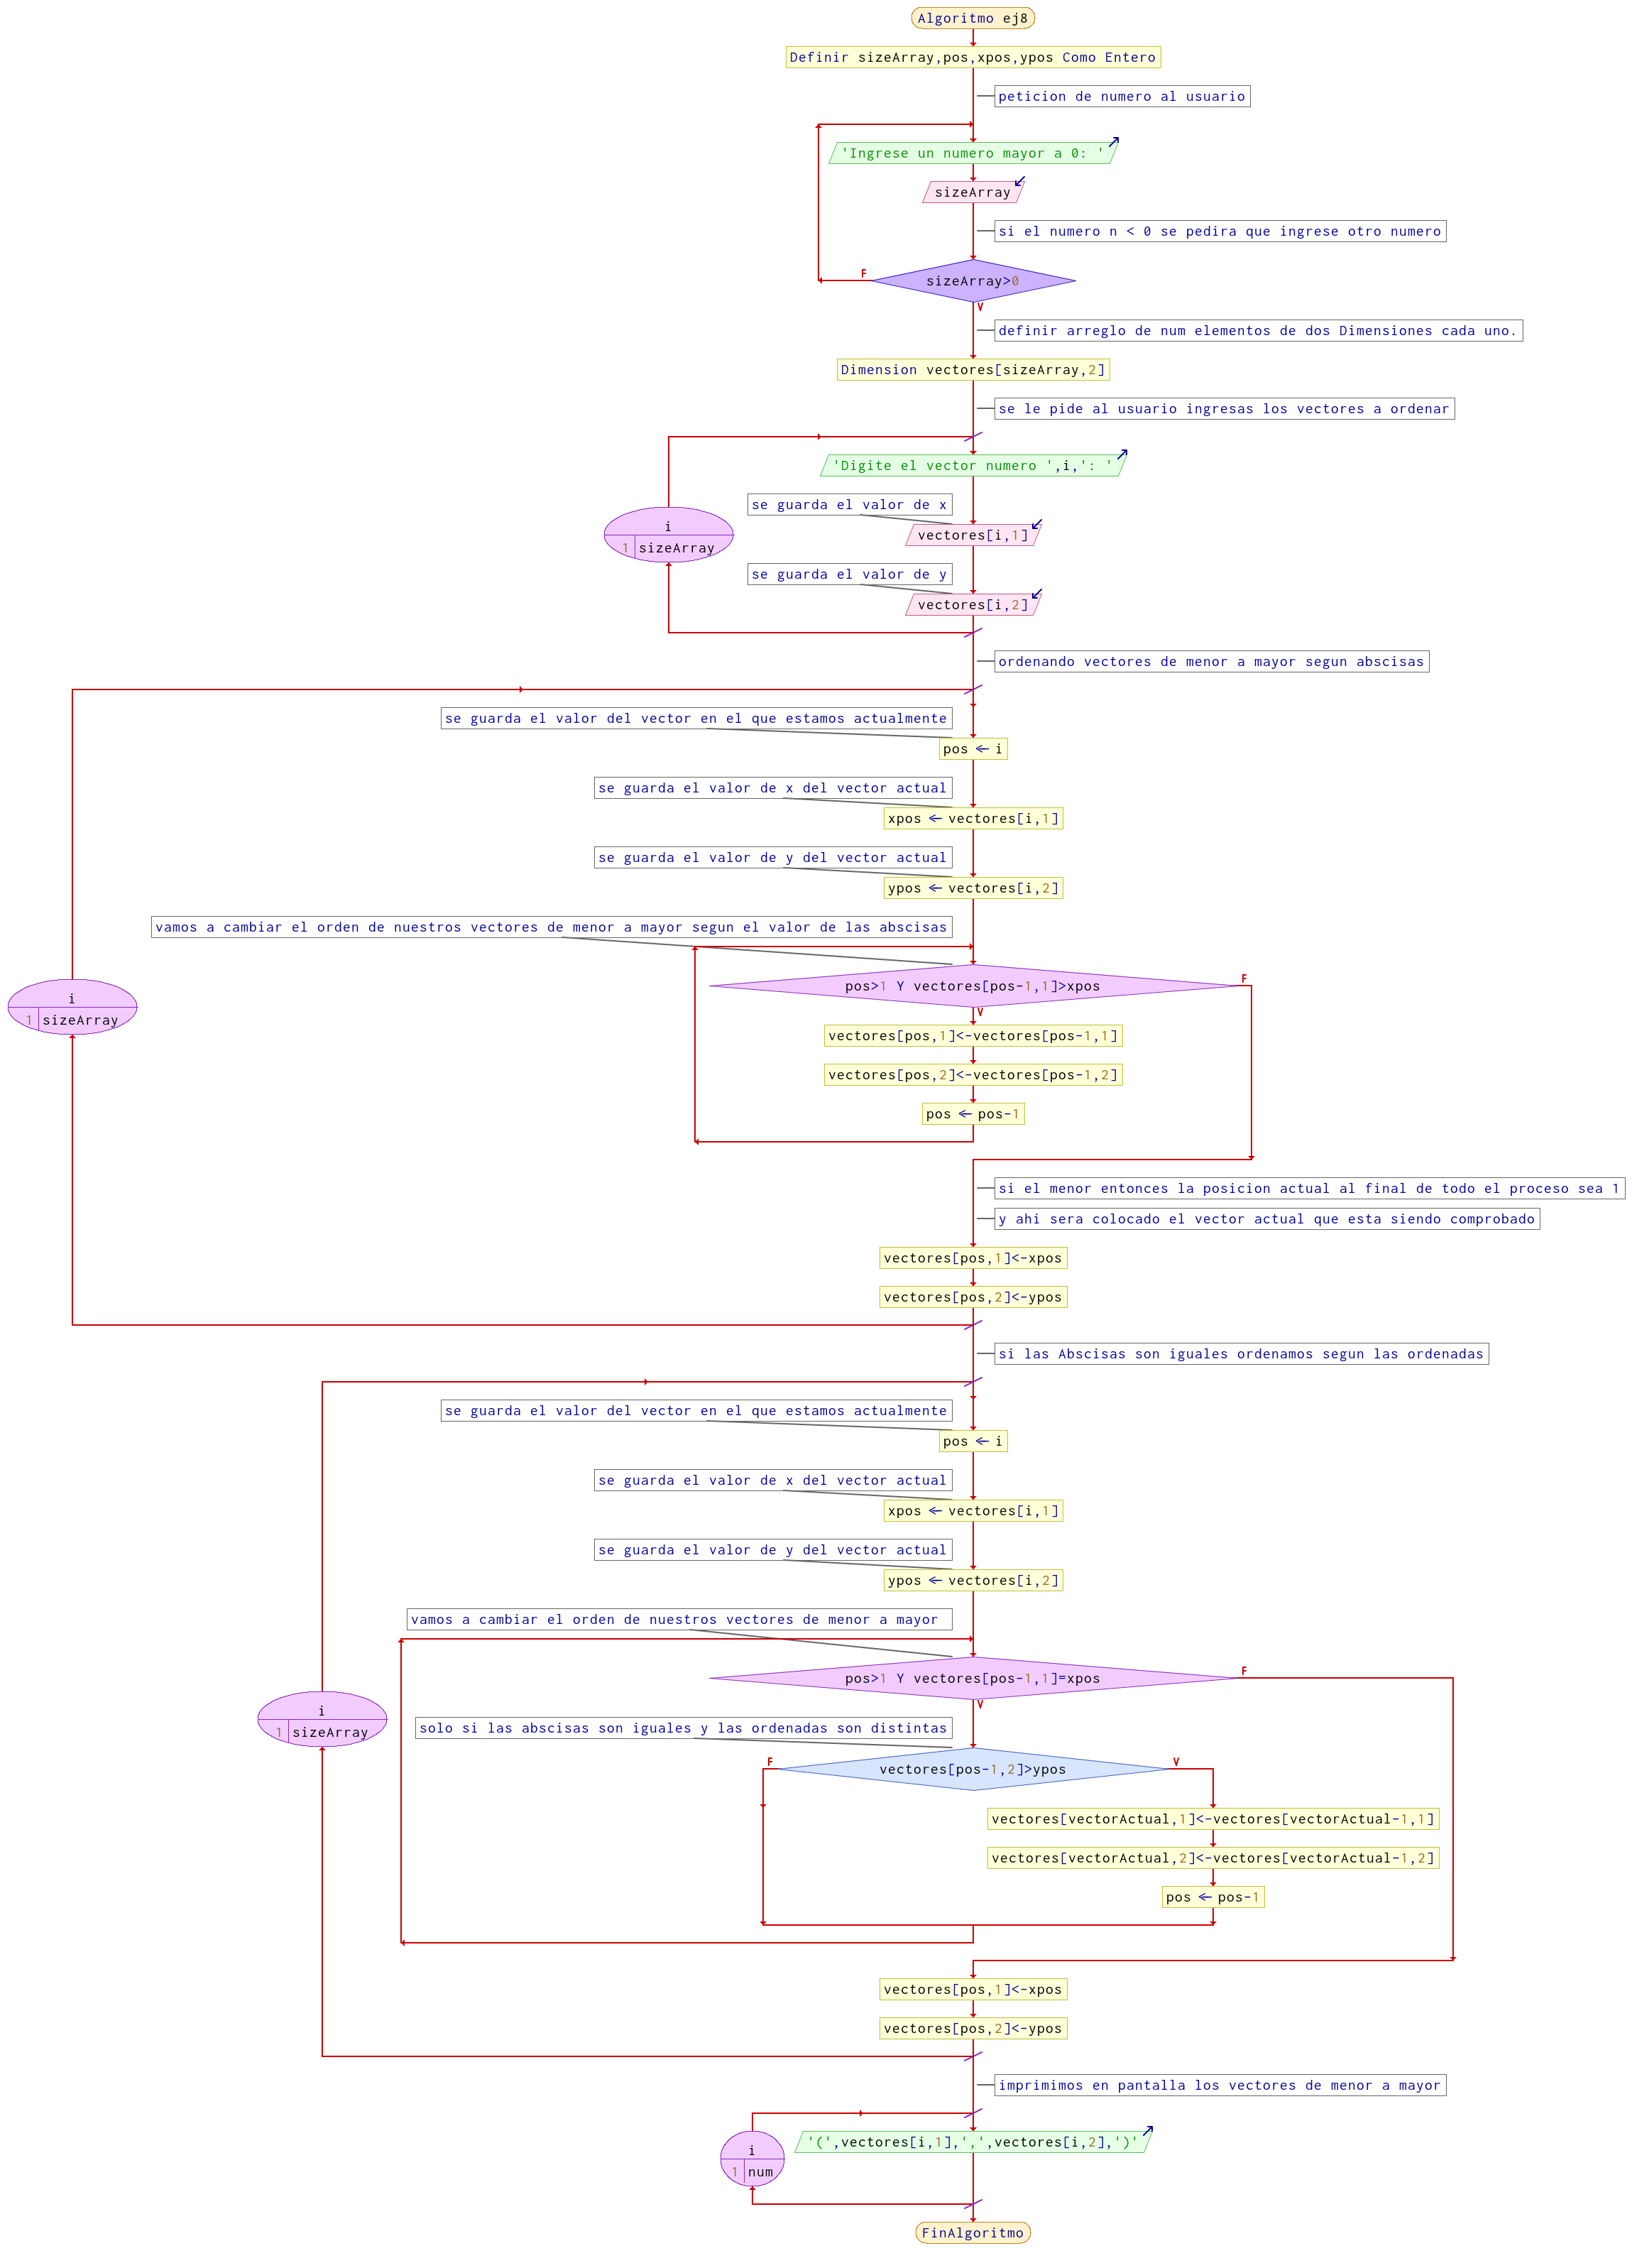 Algoritmo ej8
Definir sizeArray,pos,xpos,ypos Como Entero
peticion de numero al usuario
'Ingrese un numero mayor a 0: '
sizeArray
si el numero n < 0 se pedira que ingrese otro numero
F
sizeArray>0
V
definir arreglo de num elementos de dos Dimensiones cada uno.
Dimension vectores[sizeArray,2]
se le pide al usuario ingresas los vectores a ordenar
'Digite el vector numero ',i,': '
se guarda el valor de x
i
vectores[i,1]
1 sizeArray
se guarda el valor de y
vectores[i,2]
ordenando vectores de menor a mayor segun abscisas
se guarda el valor del vector en el que estamos actualmente
pos ← i
se guarda el valor de x del vector actual
xpos ← vectores[i,1]
se guarda el valor de y del vector actual
ypos ← vectores[i,2]
vamos a cambiar el orden de nuestros vectores de menor a mayor segun el valor de las abscisas
F
pos>1 Y vectores[pos-1,1]>xpos
i
1 sizeArray
V
vectores[pos,1]<-vectores[pos-1,1]
vectores[pos,2]<-vectores[pos-1,2]
pos ← pos-1
si el menor entonces la posicion actual al final de todo el proceso sea 1
y ahi sera colocado el vector actual que esta siendo comprobado
vectores[pos,1]<-xpos
vectores[pos,2]<-ypos
si las Abscisas son iguales ordenamos segun las ordenadas
se guarda el valor del vector en el que estamos actualmente
pos ← i
se guarda el valor de x del vector actual
xpos ← vectores[i,1]
se guarda el valor de y del vector actual
ypos ← vectores[i,2]
vamos a cambiar el orden de nuestros vectores de menor a mayor
F
pos>1 Y vectores[pos-1,1]=xpos
V
i
1 sizeArray
solo si las abscisas son iguales y las ordenadas son distintas
F
V
vectores[pos-1,2]>ypos
vectores[vectorActual,1]<-vectores[vectorActual-1,1]
vectores[vectorActual,2]<-vectores[vectorActual-1,2]
pos ← pos-1
vectores[pos,1]<-xpos
vectores[pos,2]<-ypos
imprimimos en pantalla los vectores de menor a mayor
'(',vectores[i,1],',',vectores[i,2],')'
i
1 num
FinAlgoritmo